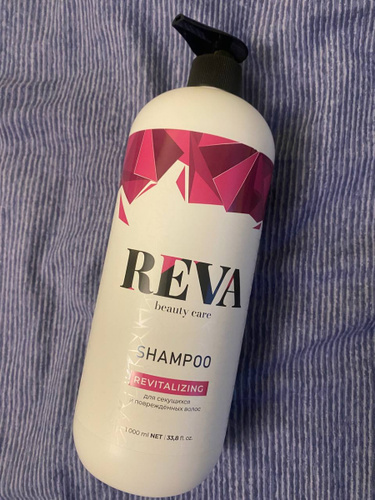 REVA
beauty care
SHAMPOO
REVITALIZING
для секущихся
и поврежденных волос
1000 ml NET | 33,8 fl. oz.